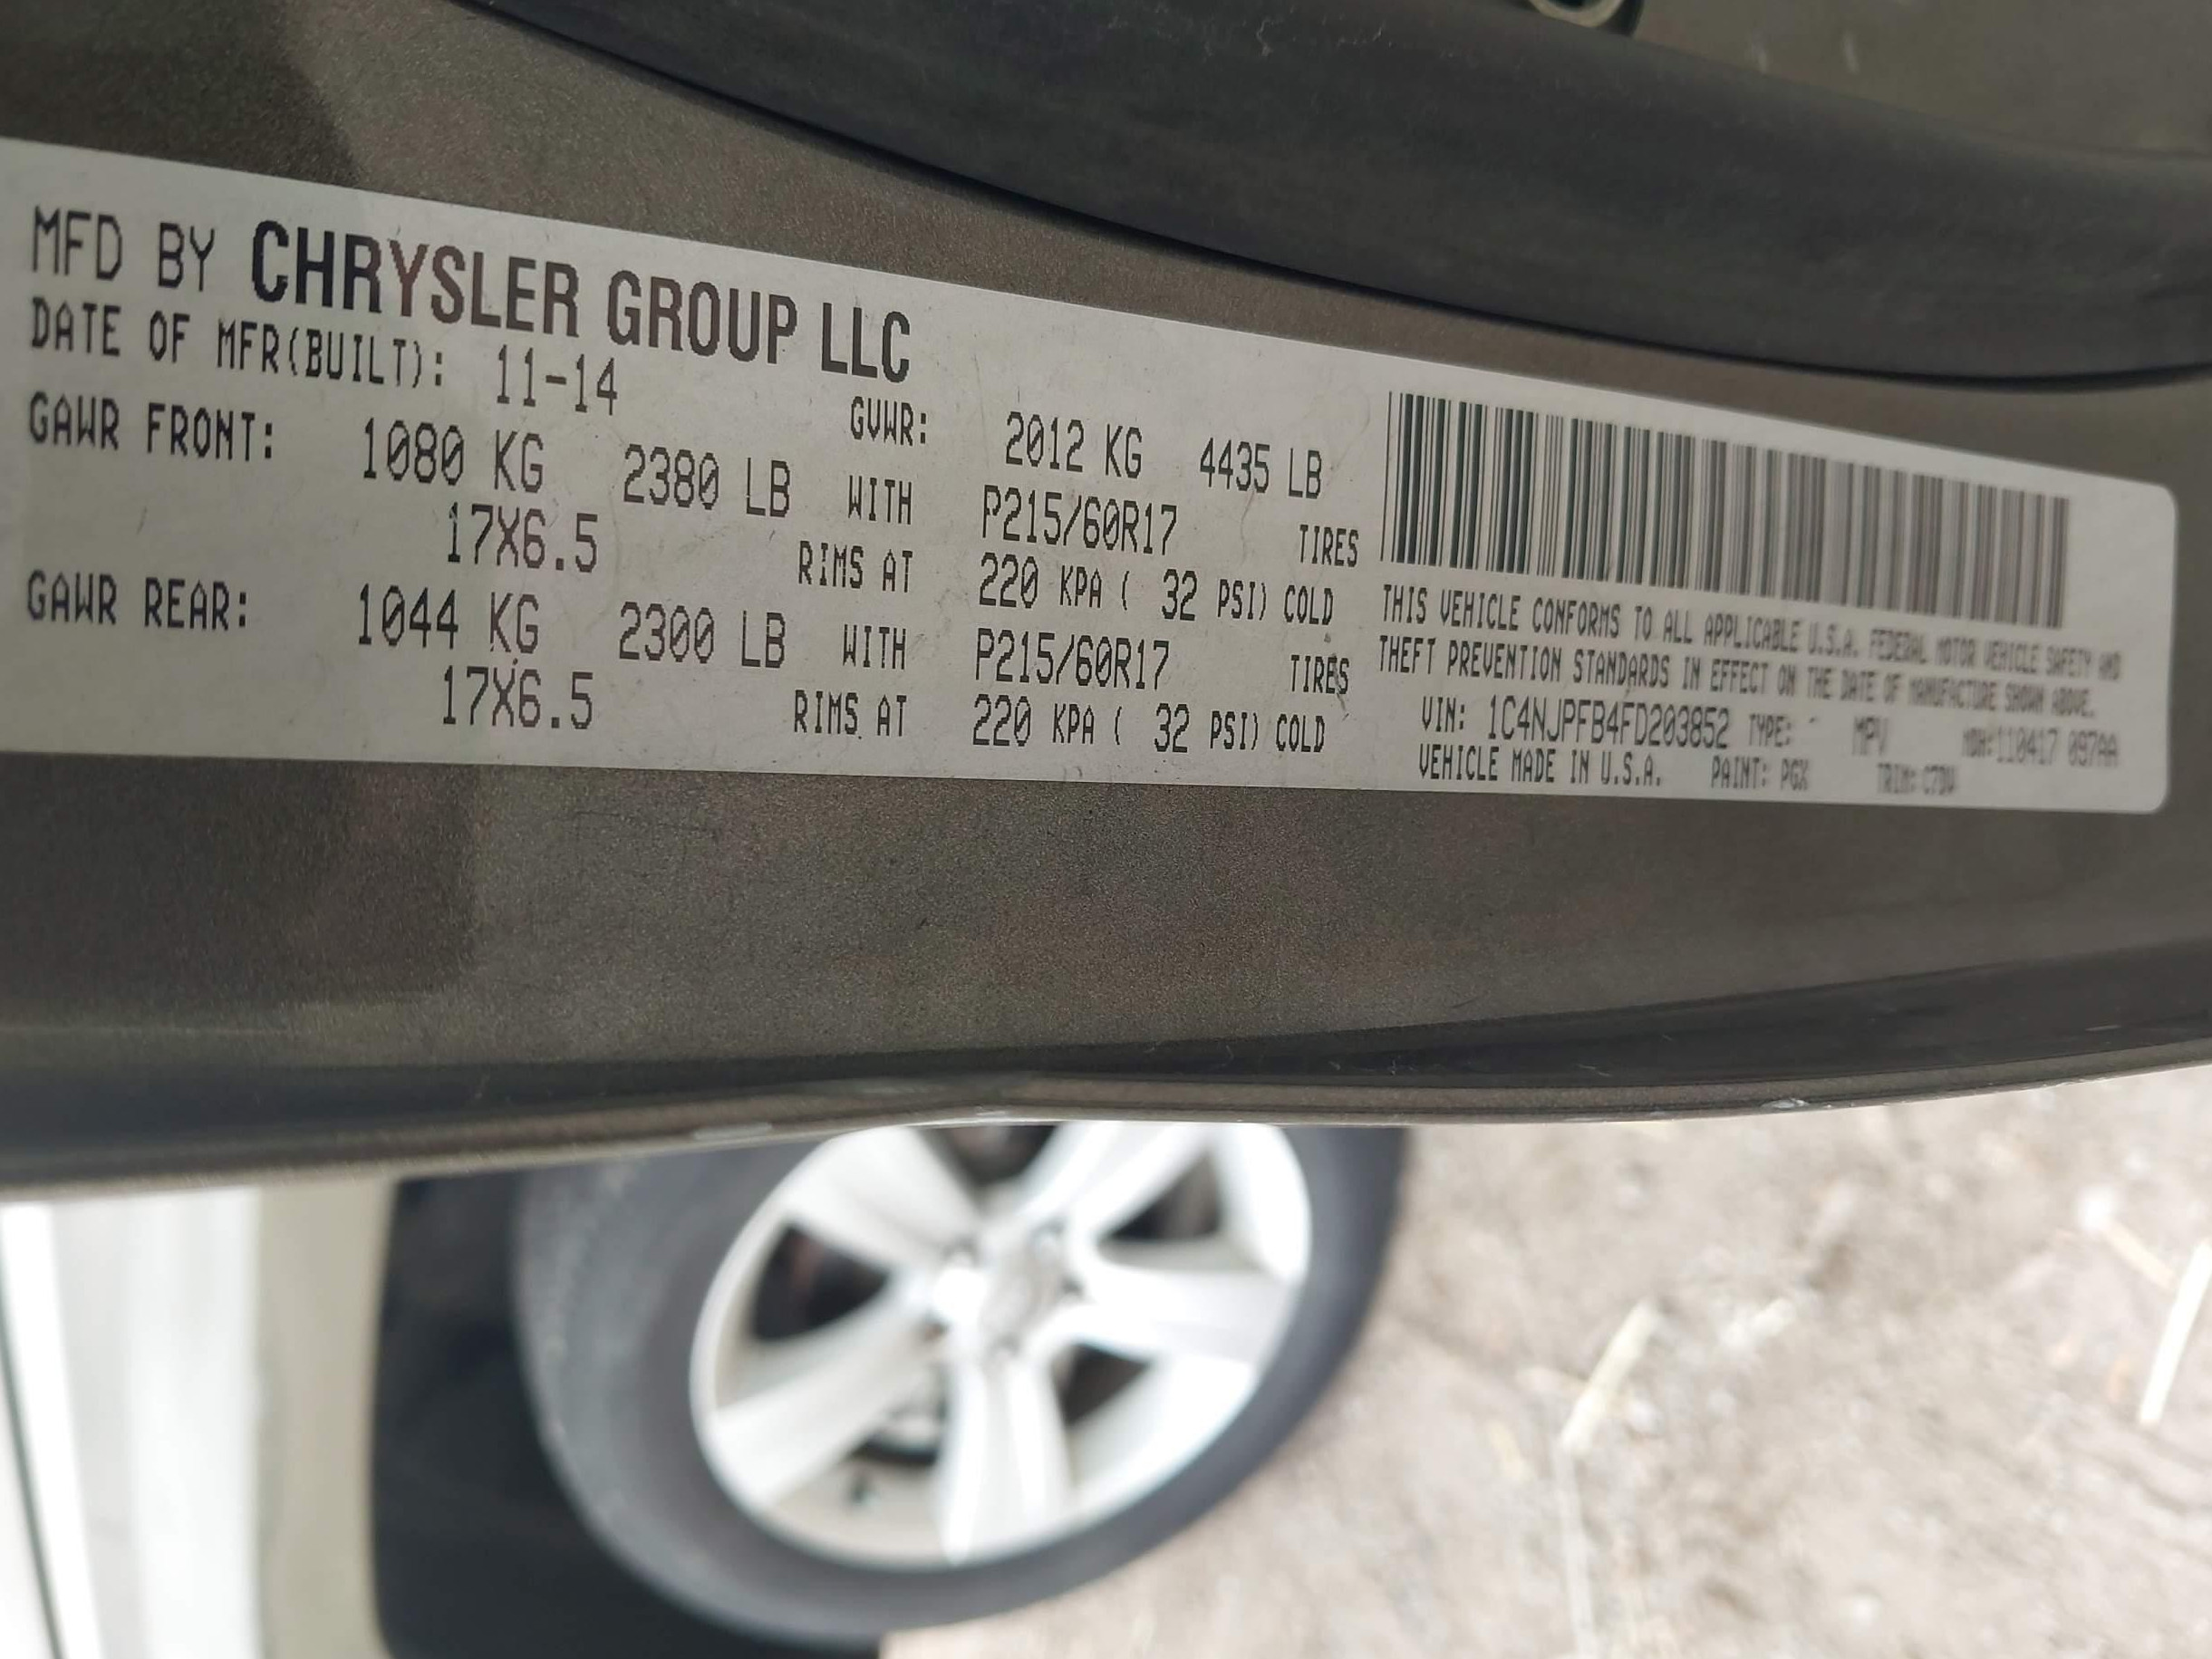 MFD BY CHRYSLER GROUP LLC
DATE OF MFR(BUILT): 11-14 GVWR: 2012 KG 4435 LB
GAWR FRONT: 1080 KG 2380 LB WITH P215/60R17 TIRES
17X6.5 RIMS AT 220 KPA ( 32 PSI) COLD
GAWR REAR: 1044 KG 2300 LB WITH P215/60R17 TIRES
17X6.5 RIMS AT 220 KPA ( 32 PSI) COLD
THIS VEHICLE CONFORMS TO ALL APPLICABLE U.S.A. FEDERAL MOTOR VEHICLE SAFETY AND
THEFT PREVENTION STANDARDS IN EFFECT ON THE DATE OF MANUFACTURE SHOWN ABOVE.
VIN: 1C4NJPFB4FD203852 TYPE: MPV MDH:110417 097AA
VEHICLE MADE IN U.S.A. PAINT: PGX TRIM: